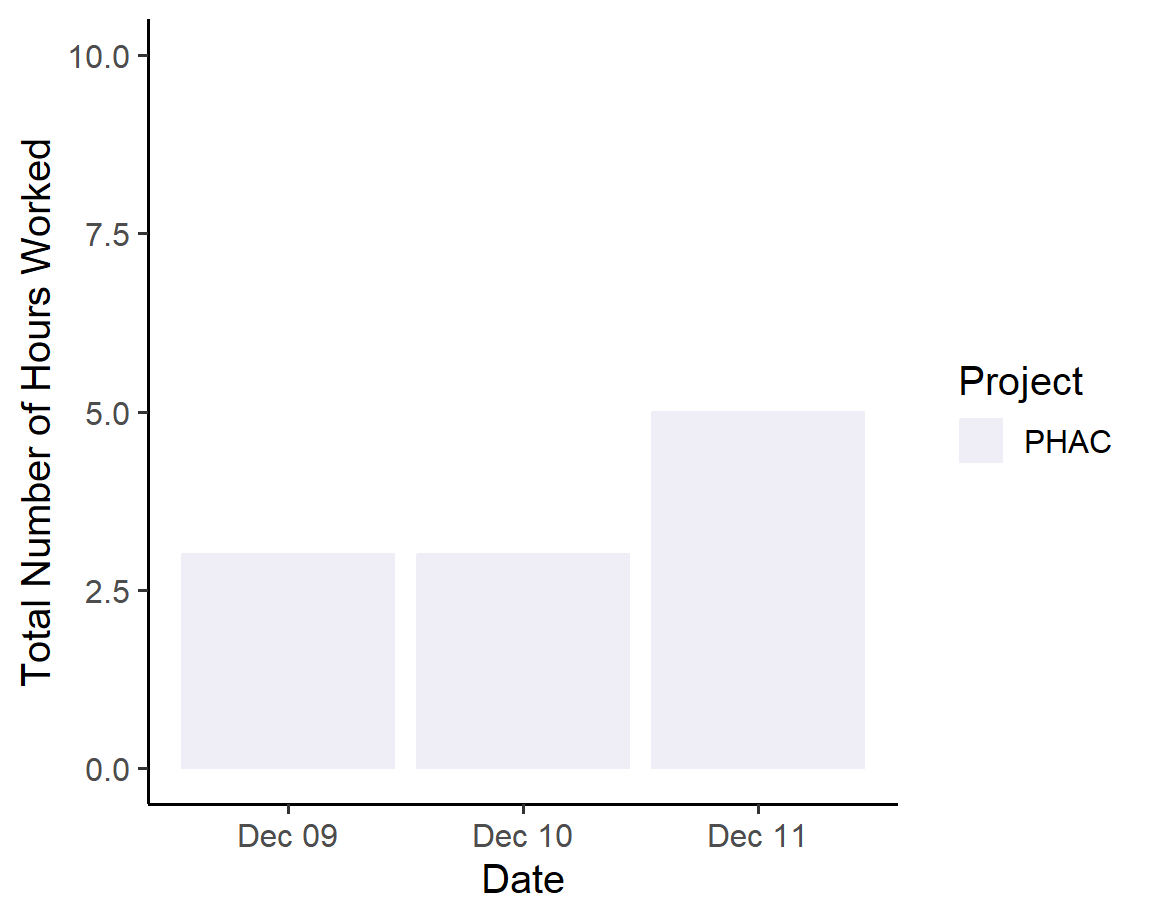 Total Number of Hours Worked
10.0
7.5
5.0
2.5
0.0
Dec 09 Dec 10 Dec 11
Date
Project
PHAC